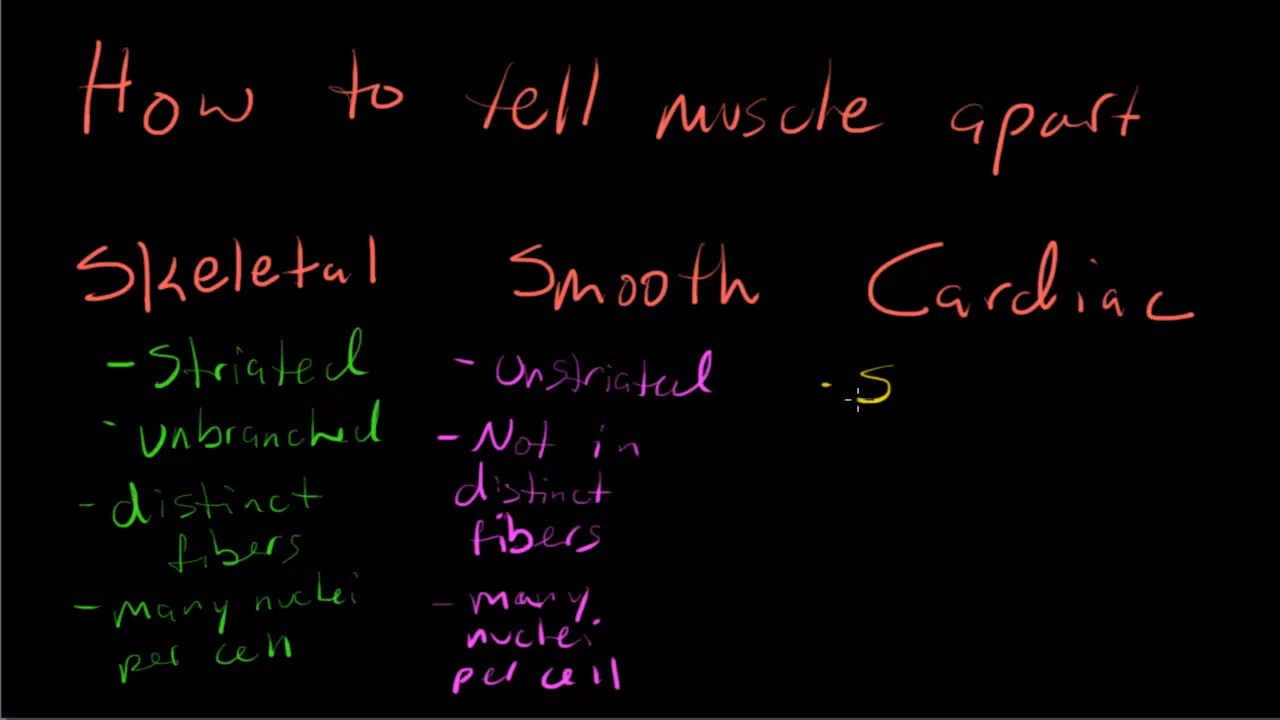 How to tell muscle apart
Skeletal Smooth Cardiac
- Striated
- Unbranched
- distinct
fibers
- many nuclei
per cell
- Unstriated
- Not in
distinct
fibers
- many
nuclei
per cell
- S